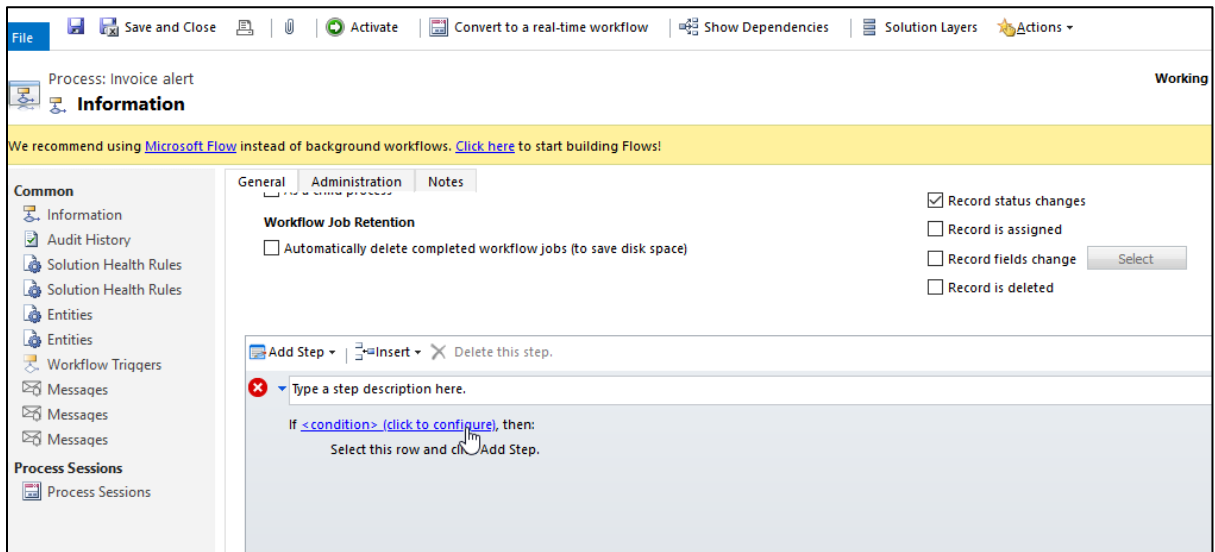 File Save and Close Activate Convert to a real-time workflow Show Dependencies Solution Layers Actions
Process: Invoice alert
Information
Working
We recommend using Microsoft Flow instead of background workflows. Click here to start building Flows!
Common
Information
Audit History
Solution Health Rules
Solution Health Rules
Entities
Entities
Workflow Triggers
Messages
Messages
Messages
Process Sessions
Process Sessions
General Administration Notes
As a child process
Workflow Job Retention
Automatically delete completed workflow jobs (to save disk space)
Record status changes
Record is assigned
Record fields change Select
Record is deleted
Add Step Insert Delete this step.
Type a step description here.
If <condition> (click to configure), then:
Select this row and click Add Step.